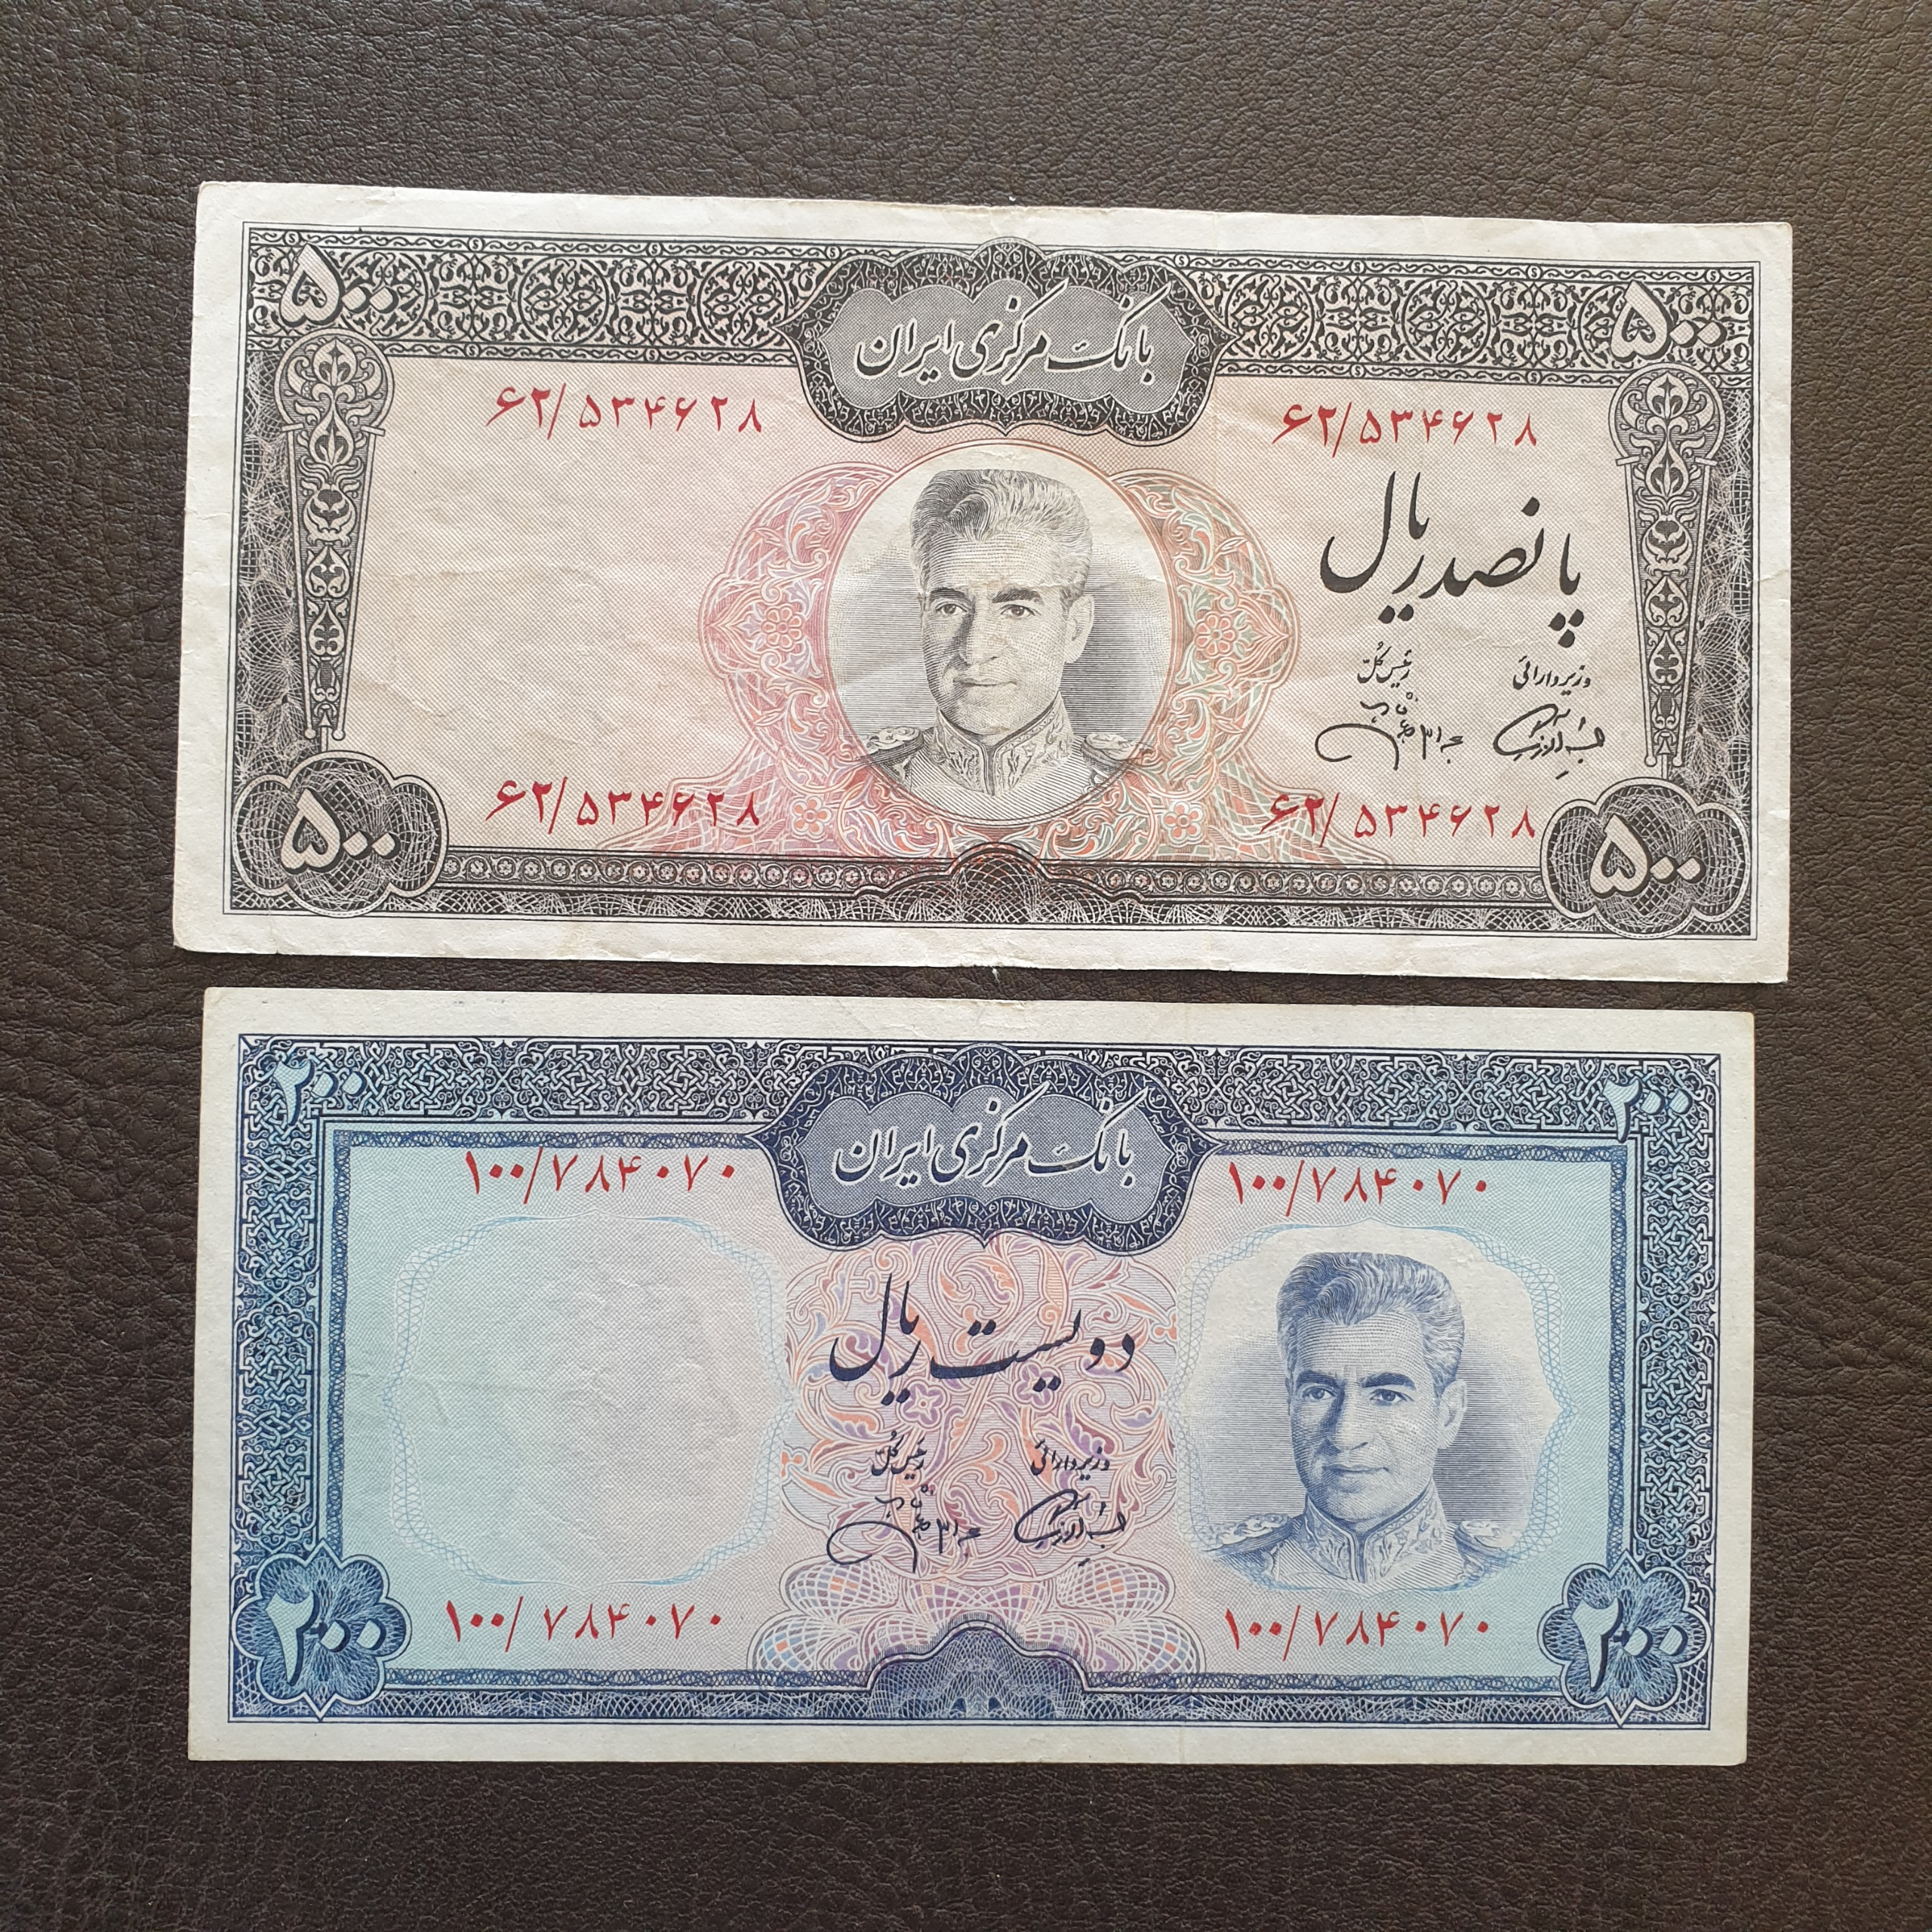 ۵۰۰
بانک مرکزی ایران
۵۰۰
۶۲/۵۳۴۶۲۸
۶۲/۵۳۴۶۲۸
پانصد ریال
وزیر دارائی
رئیس کل
۶۲/۵۳۴۶۲۸
۶۲/۵۳۴۶۲۸
۵۰۰
۵۰۰
۲۰۰
بانک مرکزی ایران
۲۰۰
۱۰۰/۷۸۴۰۷۰
۱۰۰/۷۸۴۰۷۰
دویست ریال
وزیر دارائی
رئیس کل
۱۰۰/۷۸۴۰۷۰
۱۰۰/۷۸۴۰۷۰
۲۰۰
۲۰۰